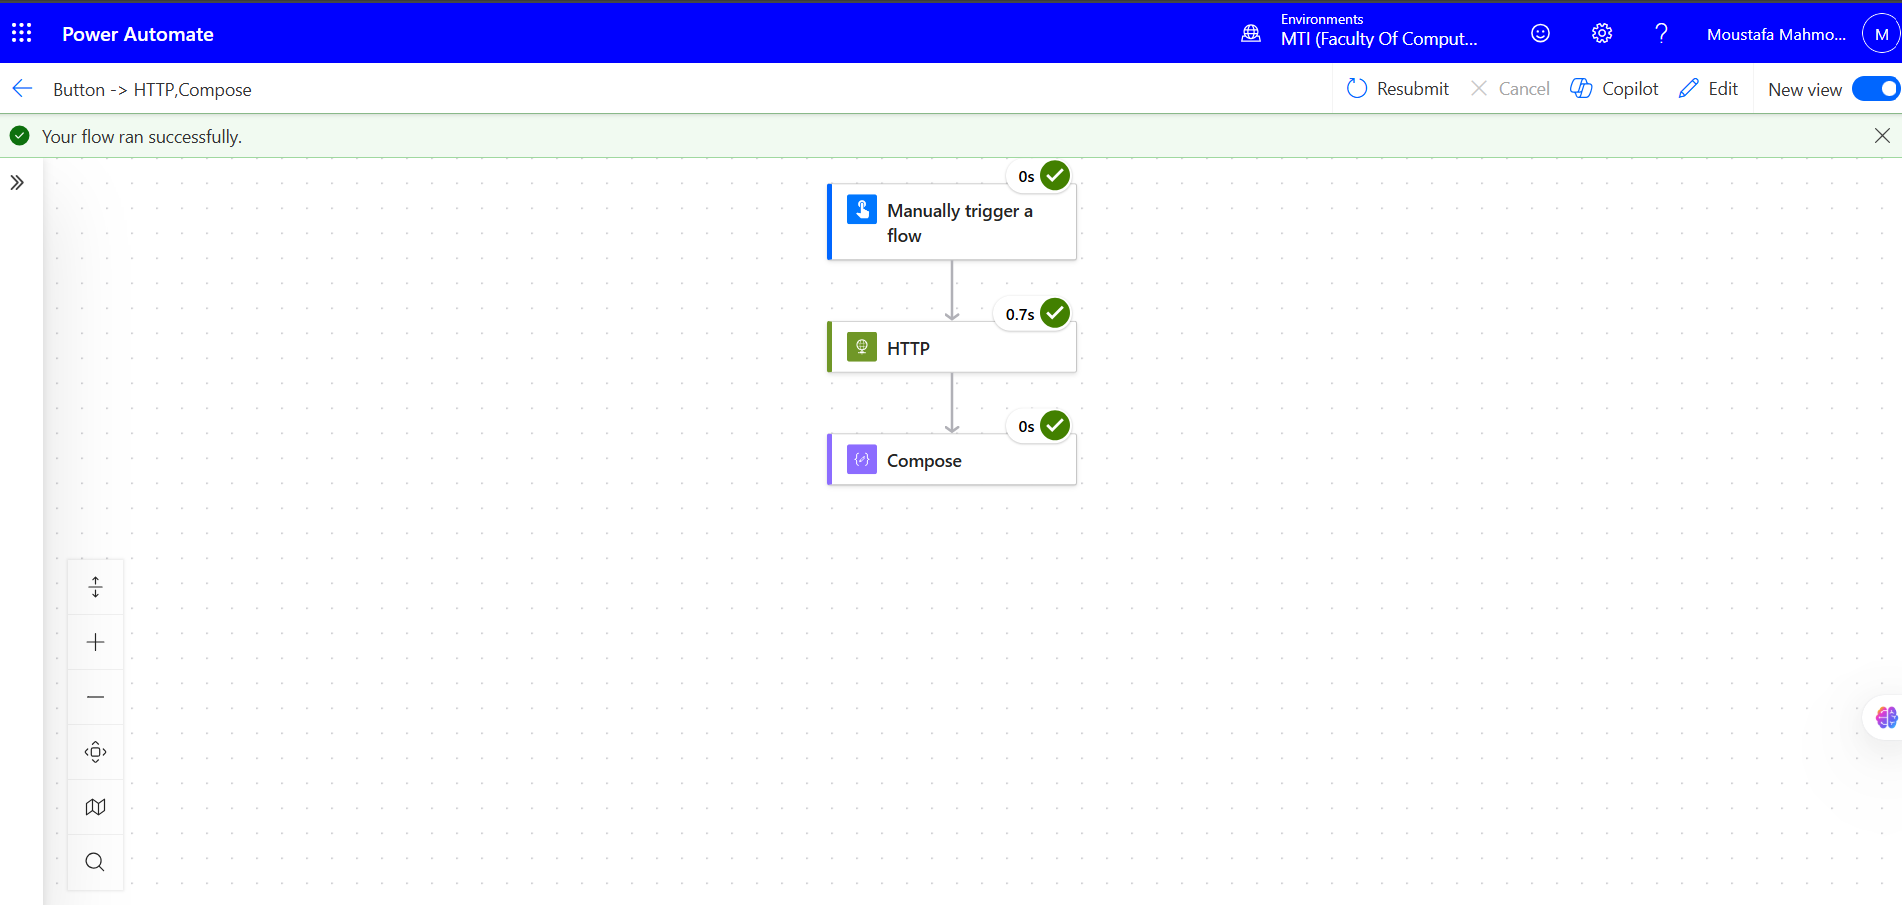 Power Automate
Environments
MTI (Faculty Of Comput...
?
Moustafa Mahmo...
M
Button -> HTTP,Compose
Resubmit
Cancel
Copilot
Edit
New view
Your flow ran successfully.
0s
Manually trigger a
flow
0.7s
HTTP
0s
Compose